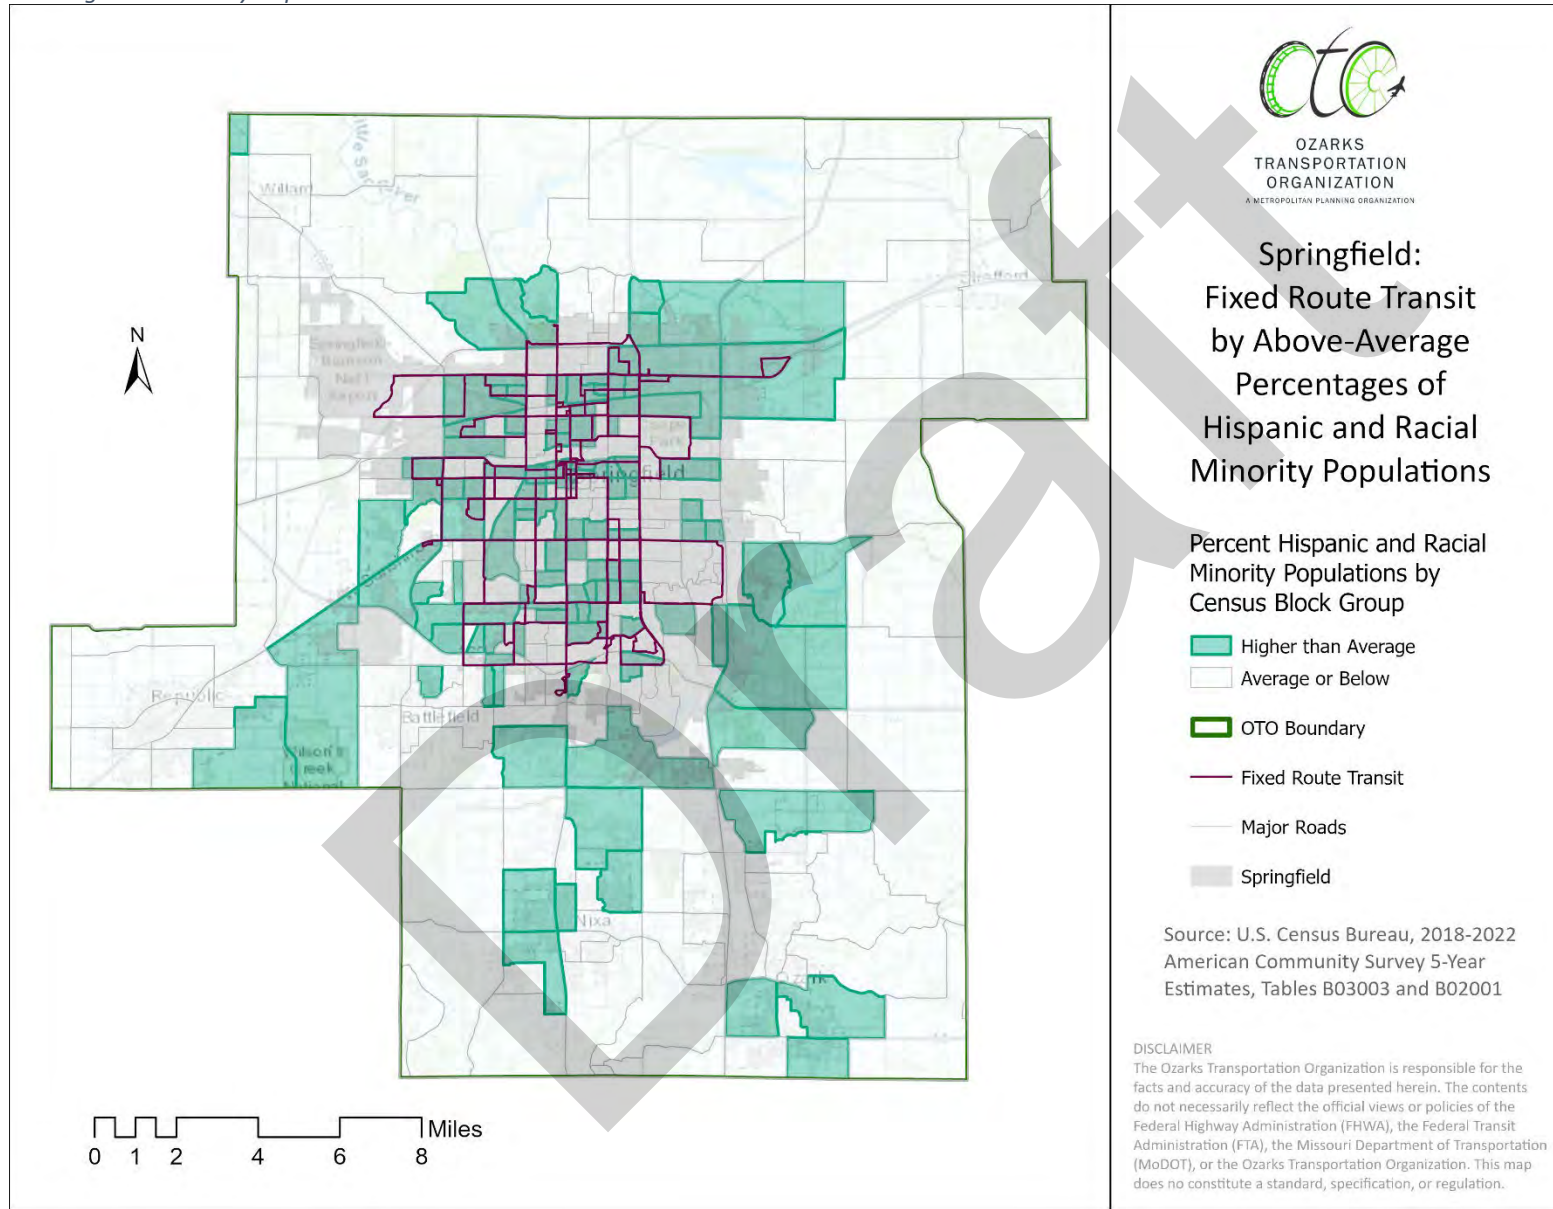 OZARKS
TRANSPORTATION
ORGANIZATION
A METROPOLITAN PLANNING ORGANIZATION
Springfield:
Fixed Route Transit
by Above-Average
Percentages of
Hispanic and Racial
Minority Populations
Percent Hispanic and Racial
Minority Populations by
Census Block Group
Higher than Average
Average or Below
OTO Boundary
Fixed Route Transit
Major Roads
Springfield
Source: U.S. Census Bureau, 2018-2022
American Community Survey 5-Year
Estimates, Tables B03003 and B02001
DISCLAIMER
The Ozarks Transportation Organization is responsible for the
facts and accuracy of the data presented herein. The contents
do not necessarily reflect the official views or policies of the
Federal Highway Administration (FHWA), the Federal Transit
Administration (FTA), the Missouri Department of Transportation
(MoDOT), or the Ozarks Transportation Organization. This map
does no constitute a standard, specification, or regulation.
Willard
Strafford
N
Park
Springfield
Republic
Battlefield
Wilson's
Creek
National
Nixa
Ozark
Miles
0 1 2 4 6 8
Draft